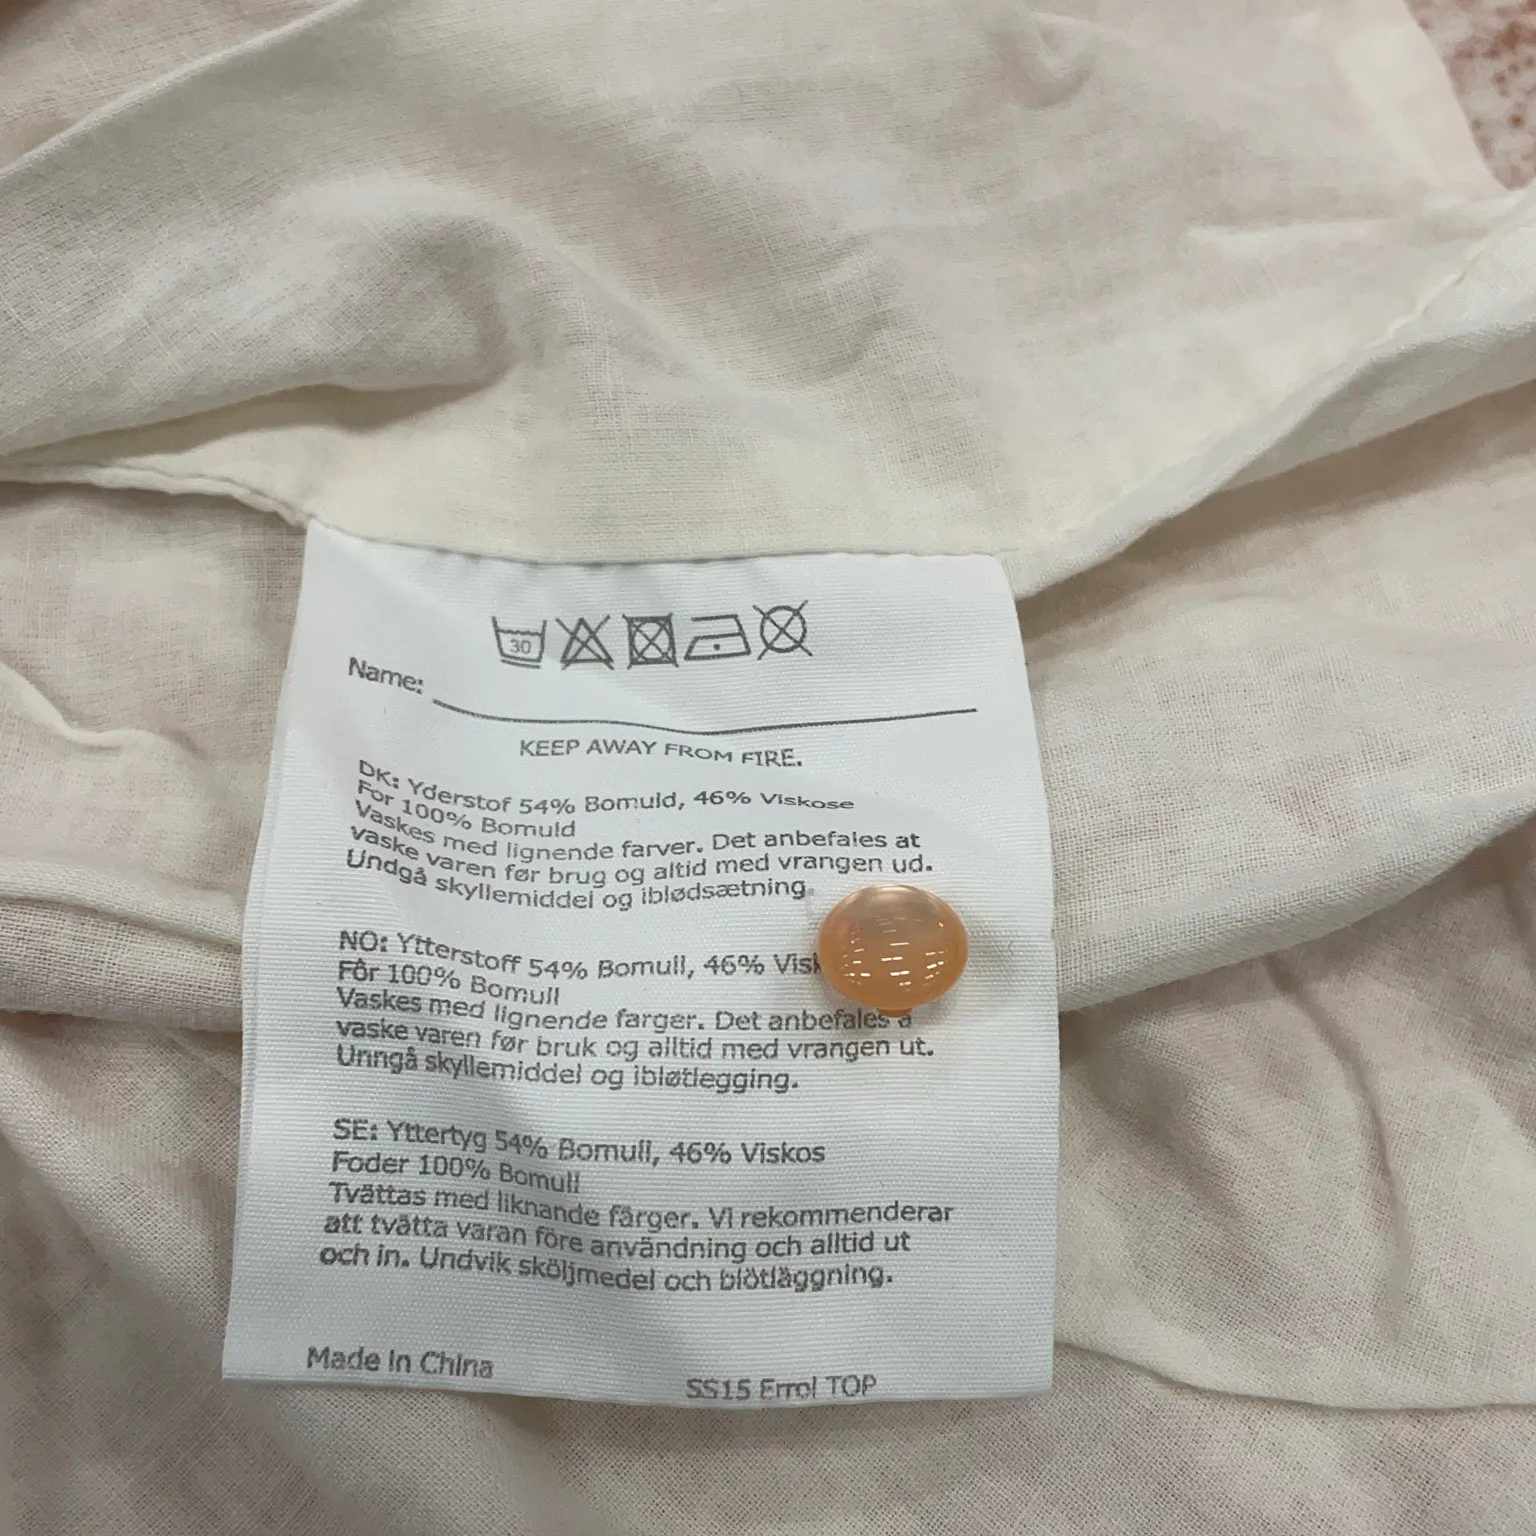 30
Name:
KEEP AWAY FROM FIRE.
DK: Yderstof 54% Bomuld, 46% Viskose
For 100% Bomuld
Vaskes med lignende farver. Det anbefales at
vaske varen før brug og altid med vrangen ud.
Undgå skyllemiddel og iblødsætning.
NO: Ytterstoff 54% Bomull, 46%
Fôr 100% Bomull
Vaskes med lignende farger. Det anbefales å
vaske varen før bruk og alltid med vrangen ut.
Unngå skyllemiddel og ibløtlegging.
SE: Yttertyg 54% Bomull, 46% Viskos
Foder 100% Bomull
Tvättas med liknande färger. Vi rekommenderar
att tvätta varan före användning och alltid ut
och in. Undvik sköljmedel och blötläggning.
Made in China
SS15 Errol TOP